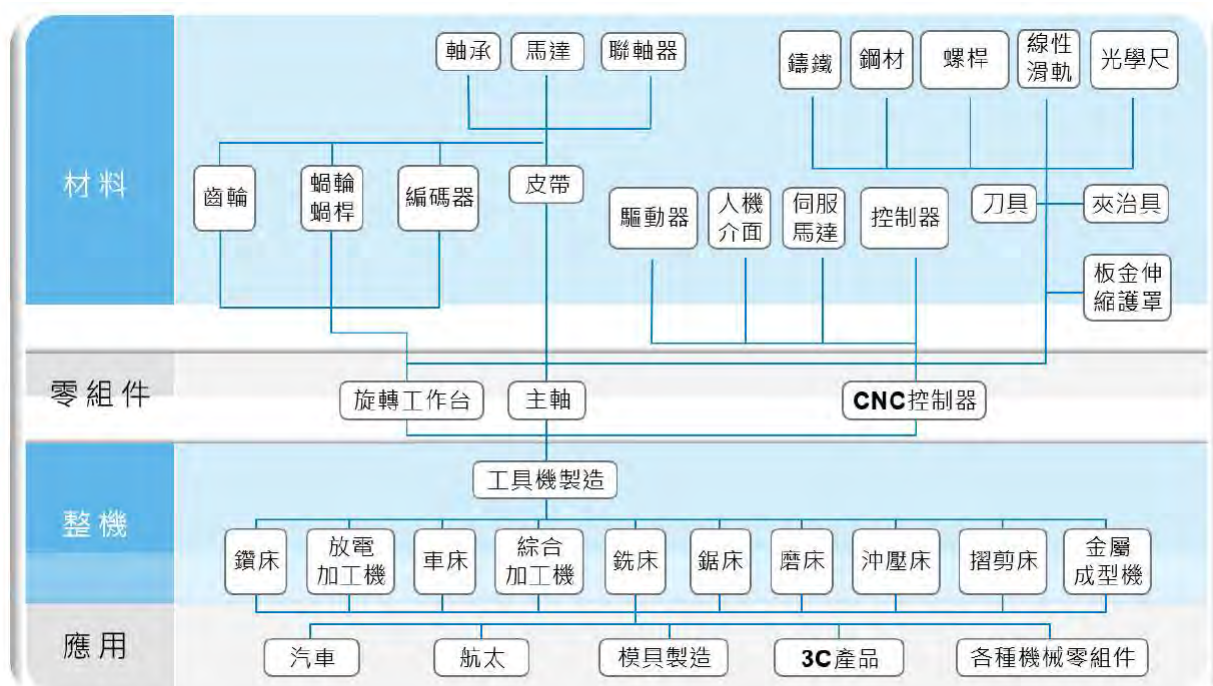 軸承
馬達
聯軸器
鑄鐵
鋼材
螺桿
線性
滑軌
光學尺
材料
齒輪
蝸輪
蝸桿
編碼器
皮帶
驅動器
人機
介面
伺服
馬達
控制器
刀具
夾治具
板金伸
縮護罩
零組件
旋轉工作台
主軸
CNC控制器
工具機製造
整機
鑽床
放電
加工機
車床
綜合
加工機
銑床
鋸床
磨床
沖壓床
摺剪床
金屬
成型機
應用
汽車
航太
模具製造
3C產品
各種機械零組件